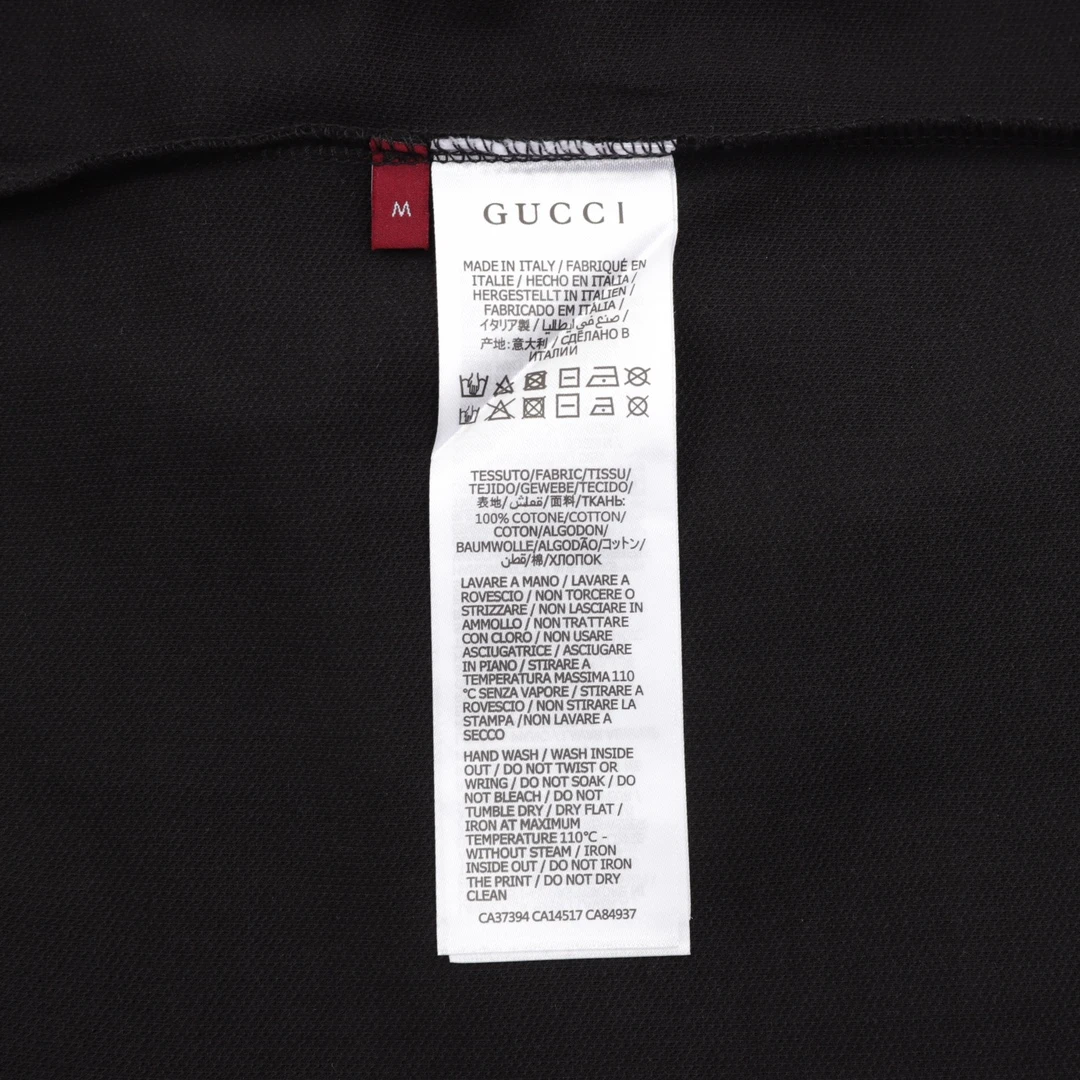 M
GUCCI
MADE IN ITALY / FABRIQUÉ EN
ITALIE / HECHO EN ITALIA /
HERGESTELLT IN ITALIEN /
FABRICADO EM ITÀLIA /
イタリア製 / صنع في إيطاليا /
产地: 意大利 / СДЕЛАНО В
ИТАЛИИ
TESSUTO/FABRIC/TISSU/
TEJIDO/GEWEBE/TECIDO/
表地/قماش/面料/ТКАНЬ:
100% COTONE/COTTON/
COTON/ALGODON/
BAUMWOLLE/ALGODÃO/コットン/
قطن/棉/ХЛОПОК
LAVARE A MANO / LAVARE A
ROVESCIO / NON TORCERE O
STRIZZARE / NON LASCIARE IN
AMMOLLO / NON TRATTARE
CON CLORO / NON USARE
ASCIUGATRICE / ASCIUGARE
IN PIANO / STIRARE A
TEMPERATURA MASSIMA 110
°C SENZA VAPORE / STIRARE A
ROVESCIO / NON STIRARE LA
STAMPA /NON LAVARE A
SECCO
HAND WASH / WASH INSIDE
OUT / DO NOT TWIST OR
WRING / DO NOT SOAK / DO
NOT BLEACH / DO NOT
TUMBLE DRY / DRY FLAT /
IRON AT MAXIMUM
TEMPERATURE 110°C -
WITHOUT STEAM / IRON
INSIDE OUT / DO NOT IRON
THE PRINT / DO NOT DRY
CLEAN
CA37394 CA14517 CA84937